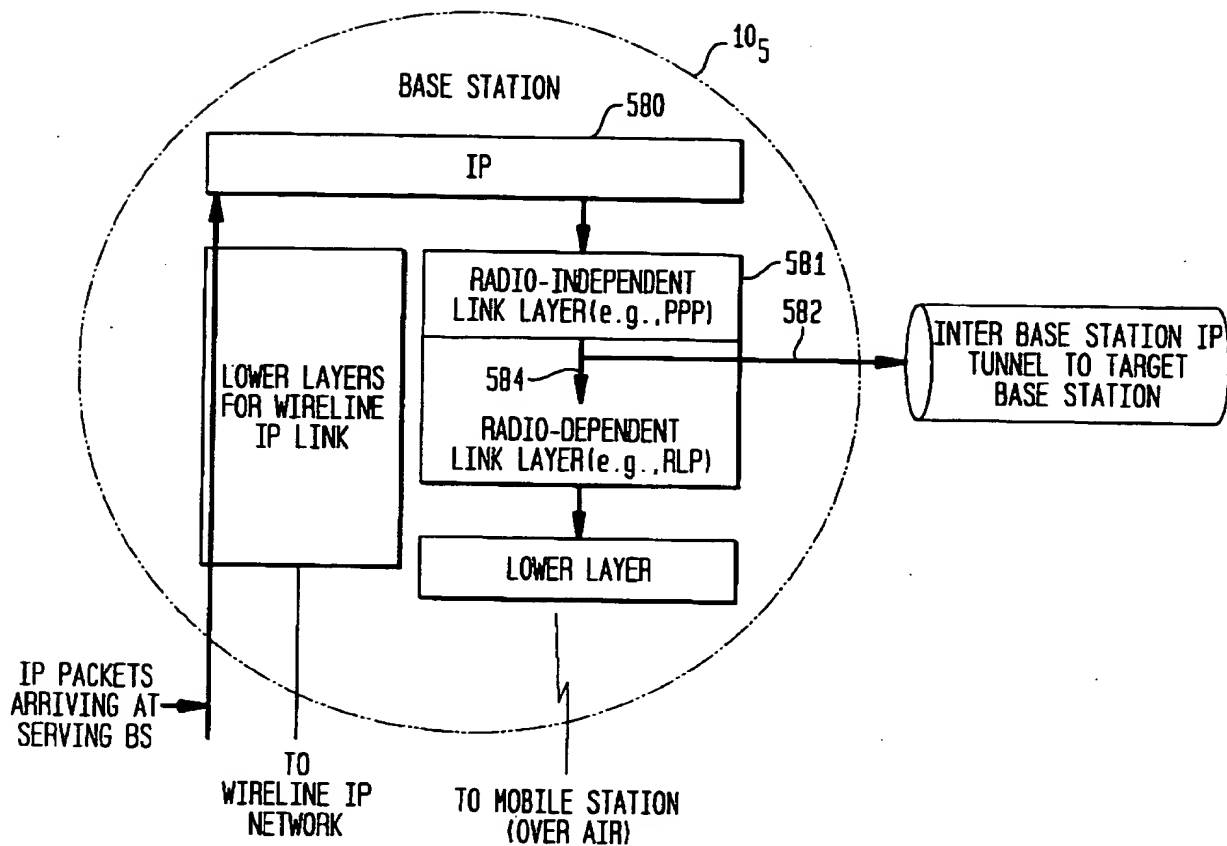 10₅
BASE STATION
580
IP
RADIO-INDEPENDENT
LINK LAYER(e.g.,PPP)
581
582
584
RADIO-DEPENDENT
LINK LAYER(e.g.,RLP)
LOWER LAYERS
FOR WIRELINE
IP LINK
INTER BASE STATION IP
TUNNEL TO TARGET
BASE STATION
LOWER LAYER
IP PACKETS
ARRIVING AT
SERVING BS
TO
WIRELINE IP
NETWORK
TO MOBILE STATION
(OVER AIR)